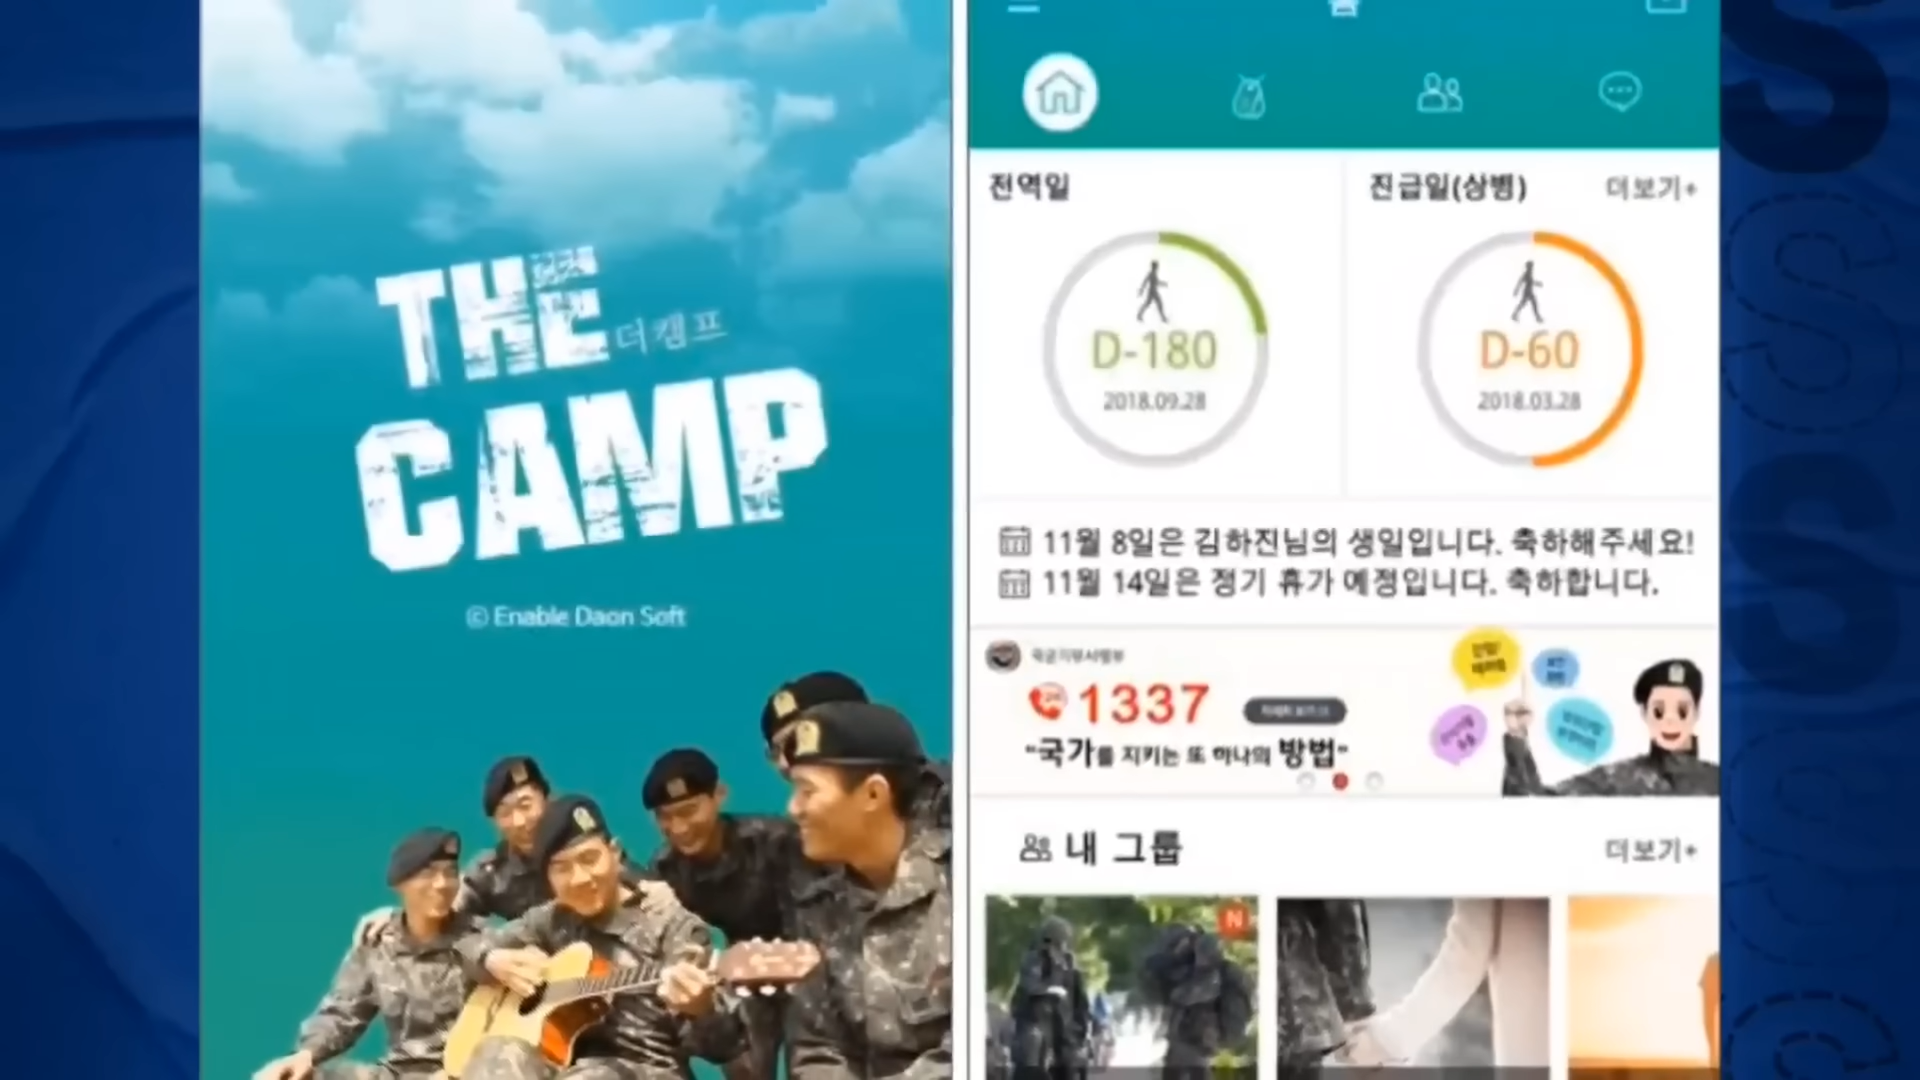 THE
더캠프
CAMP
© Enable Daon Soft
전역일
진급일(상병)
더보기+
D-180
2018.09.28
D-60
2018.03.28
11월 8일은 김하진님의 생일입니다. 축하해주세요!
11월 14일은 정기 휴가 예정입니다. 축하합니다.
1337
"국가를 지키는 또 하나의 방법"
내 그룹
더보기+
N